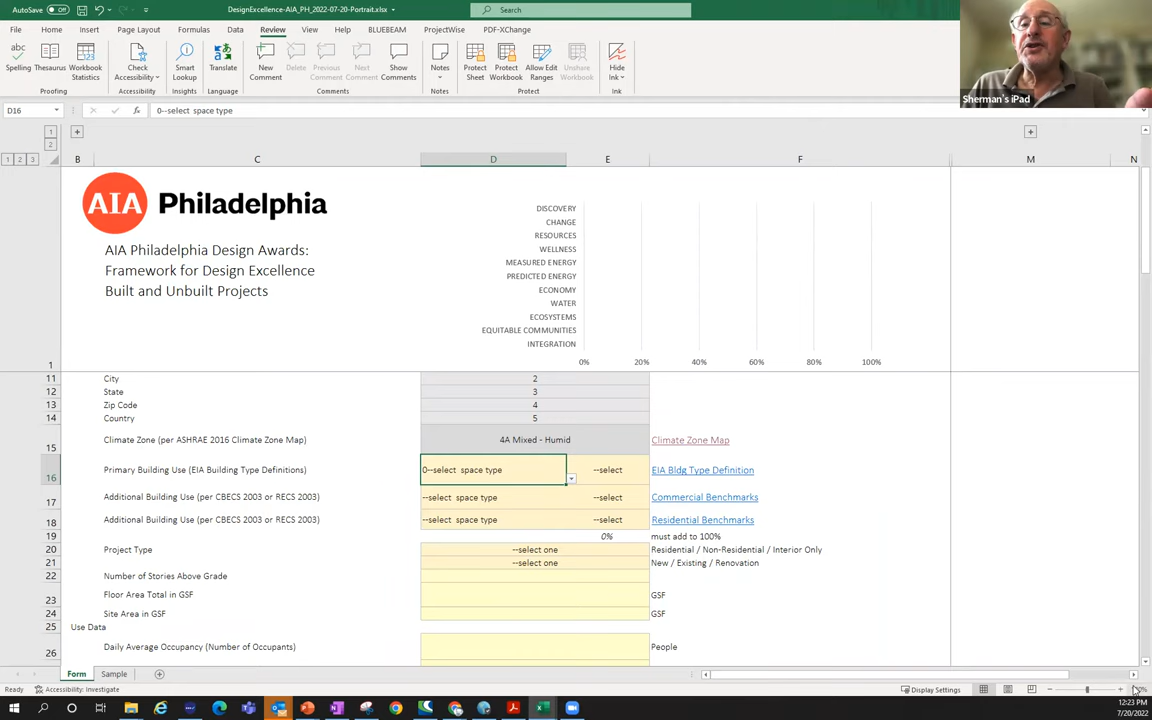 AutoSave Off DesignExcellence-AIA_PH_2022-07-20-Portrait.xlsx Search
File Home Insert Page Layout Formulas Data Review View Help BLUEBEAM ProjectWise PDF-XChange
Spelling Thesaurus Workbook Statistics Check Accessibility Smart Lookup Translate New Comment Delete Previous Comment Next Comment Show Comments Notes Protect Sheet Protect Workbook Allow Edit Ranges Unshare Workbook Hide Ink
Proofing Accessibility Insights Language Comments Notes Protect Ink
Sherman's iPad
D16 fx 0--select space type
1
2
1 2 3 B C D E F M N
AIA Philadelphia
AIA Philadelphia Design Awards:
Framework for Design Excellence
Built and Unbuilt Projects
DISCOVERY
CHANGE
RESOURCES
WELLNESS
MEASURED ENERGY
PREDICTED ENERGY
ECONOMY
WATER
ECOSYSTEMS
EQUITABLE COMMUNITIES
INTEGRATION
0% 20% 40% 60% 80% 100%
1
11 City 2
12 State 3
13 Zip Code 4
14 Country 5
15 Climate Zone (per ASHRAE 2016 Climate Zone Map) 4A Mixed - Humid Climate Zone Map
16 Primary Building Use (EIA Building Type Definitions) 0--select space type --select EIA Bldg Type Definition
17 Additional Building Use (per CBECS 2003 or RECS 2003) --select space type --select Commercial Benchmarks
18 Additional Building Use (per CBECS 2003 or RECS 2003) --select space type --select Residential Benchmarks
19 0% must add to 100%
20 Project Type --select one Residential / Non-Residential / Interior Only
21 --select one New / Existing / Renovation
22 Number of Stories Above Grade
23 Floor Area Total in GSF GSF
24 Site Area in GSF GSF
25 Use Data
26 Daily Average Occupancy (Number of Occupants) People
Form Sample
Ready Accessibility: Investigate Display Settings
12:23 PM
7/20/2022